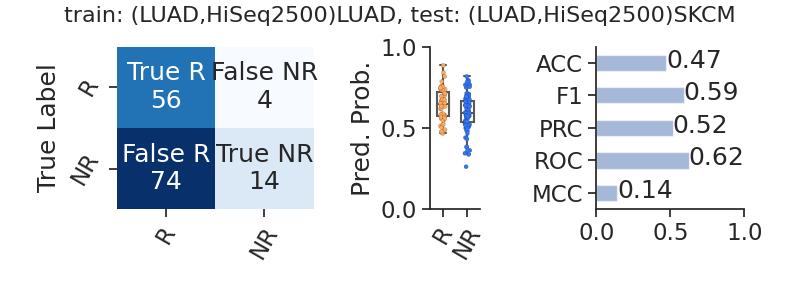 train: (LUAD,HiSeq2500)LUAD, test: (LUAD,HiSeq2500)SKCM
True Label
R
NR
True R
56
False NR
4
False R
74
True NR
14
R
NR
Pred. Prob.
1.0
0.5
0.0
R
NR
ACC
F1
PRC
ROC
MCC
0.47
0.59
0.52
0.62
0.14
0.0
0.5
1.0